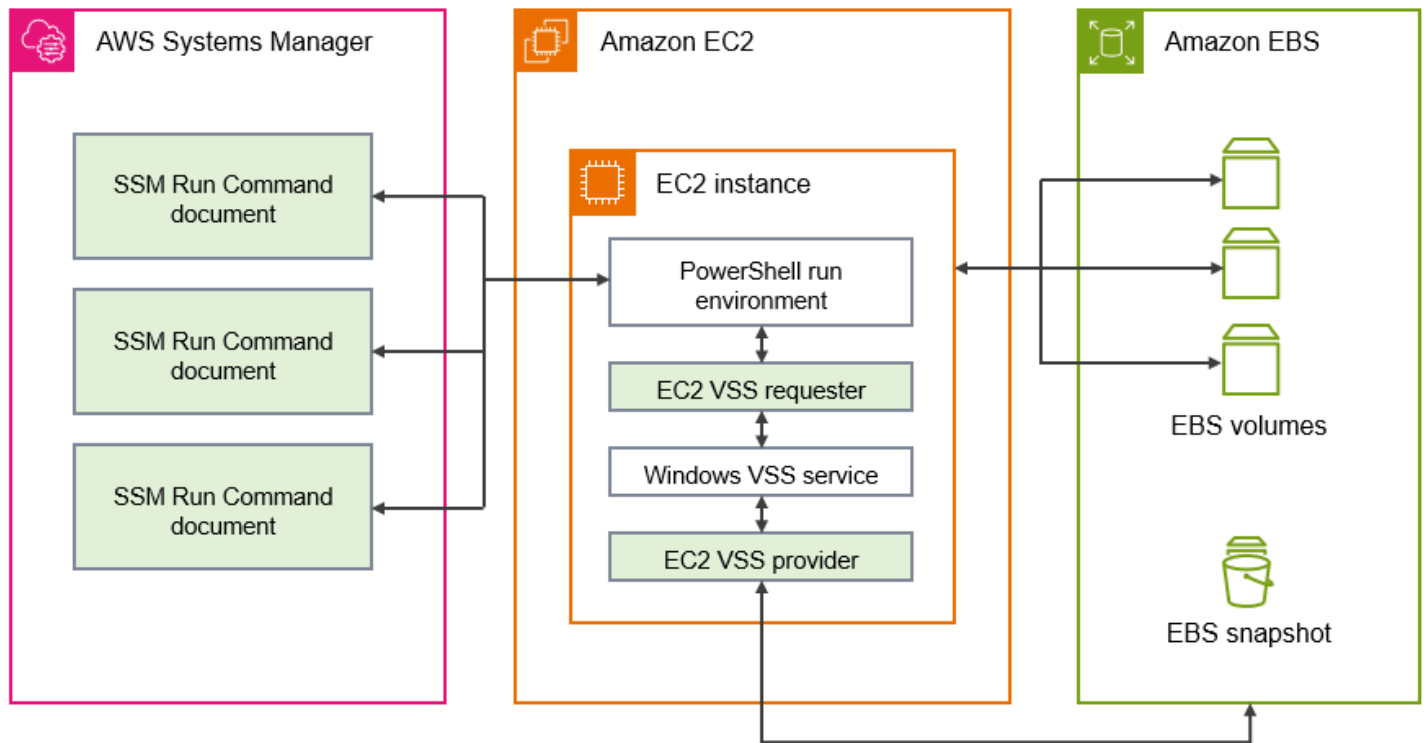 AWS Systems Manager
SSM Run Command
document
SSM Run Command
document
SSM Run Command
document
Amazon EC2
EC2 instance
PowerShell run
environment
EC2 VSS requester
Windows VSS service
EC2 VSS provider
Amazon EBS
EBS volumes
EBS snapshot